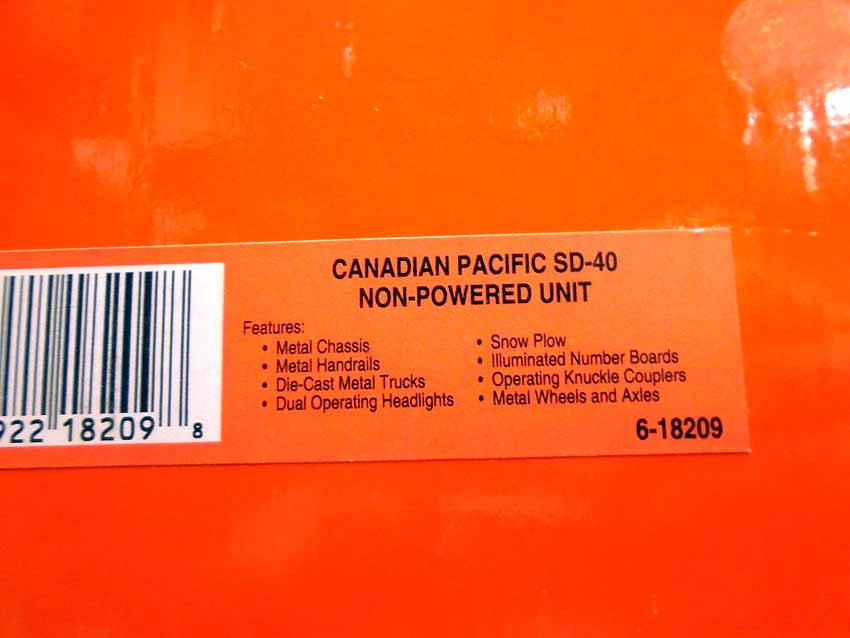 CANADIAN PACIFIC SD-40
NON-POWERED UNIT
Features:
• Metal Chassis
• Metal Handrails
• Die-Cast Metal Trucks
• Dual Operating Headlights
• Snow Plow
• Illuminated Number Boards
• Operating Knuckle Couplers
• Metal Wheels and Axles
6-18209
922 18209 8